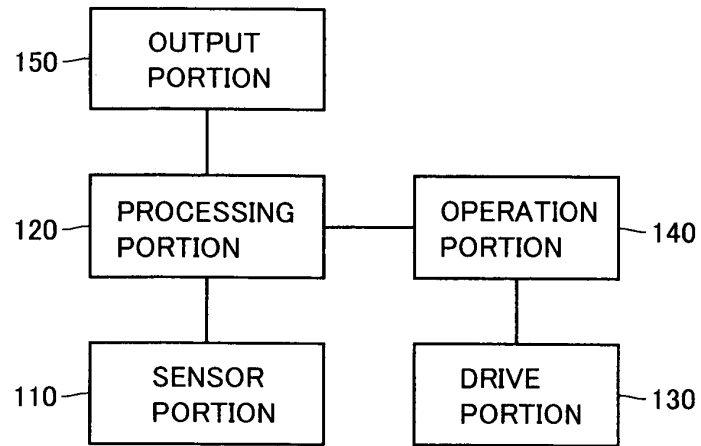 150
OUTPUT
PORTION
120
PROCESSING
PORTION
OPERATION
PORTION
140
110
SENSOR
PORTION
DRIVE
PORTION
130